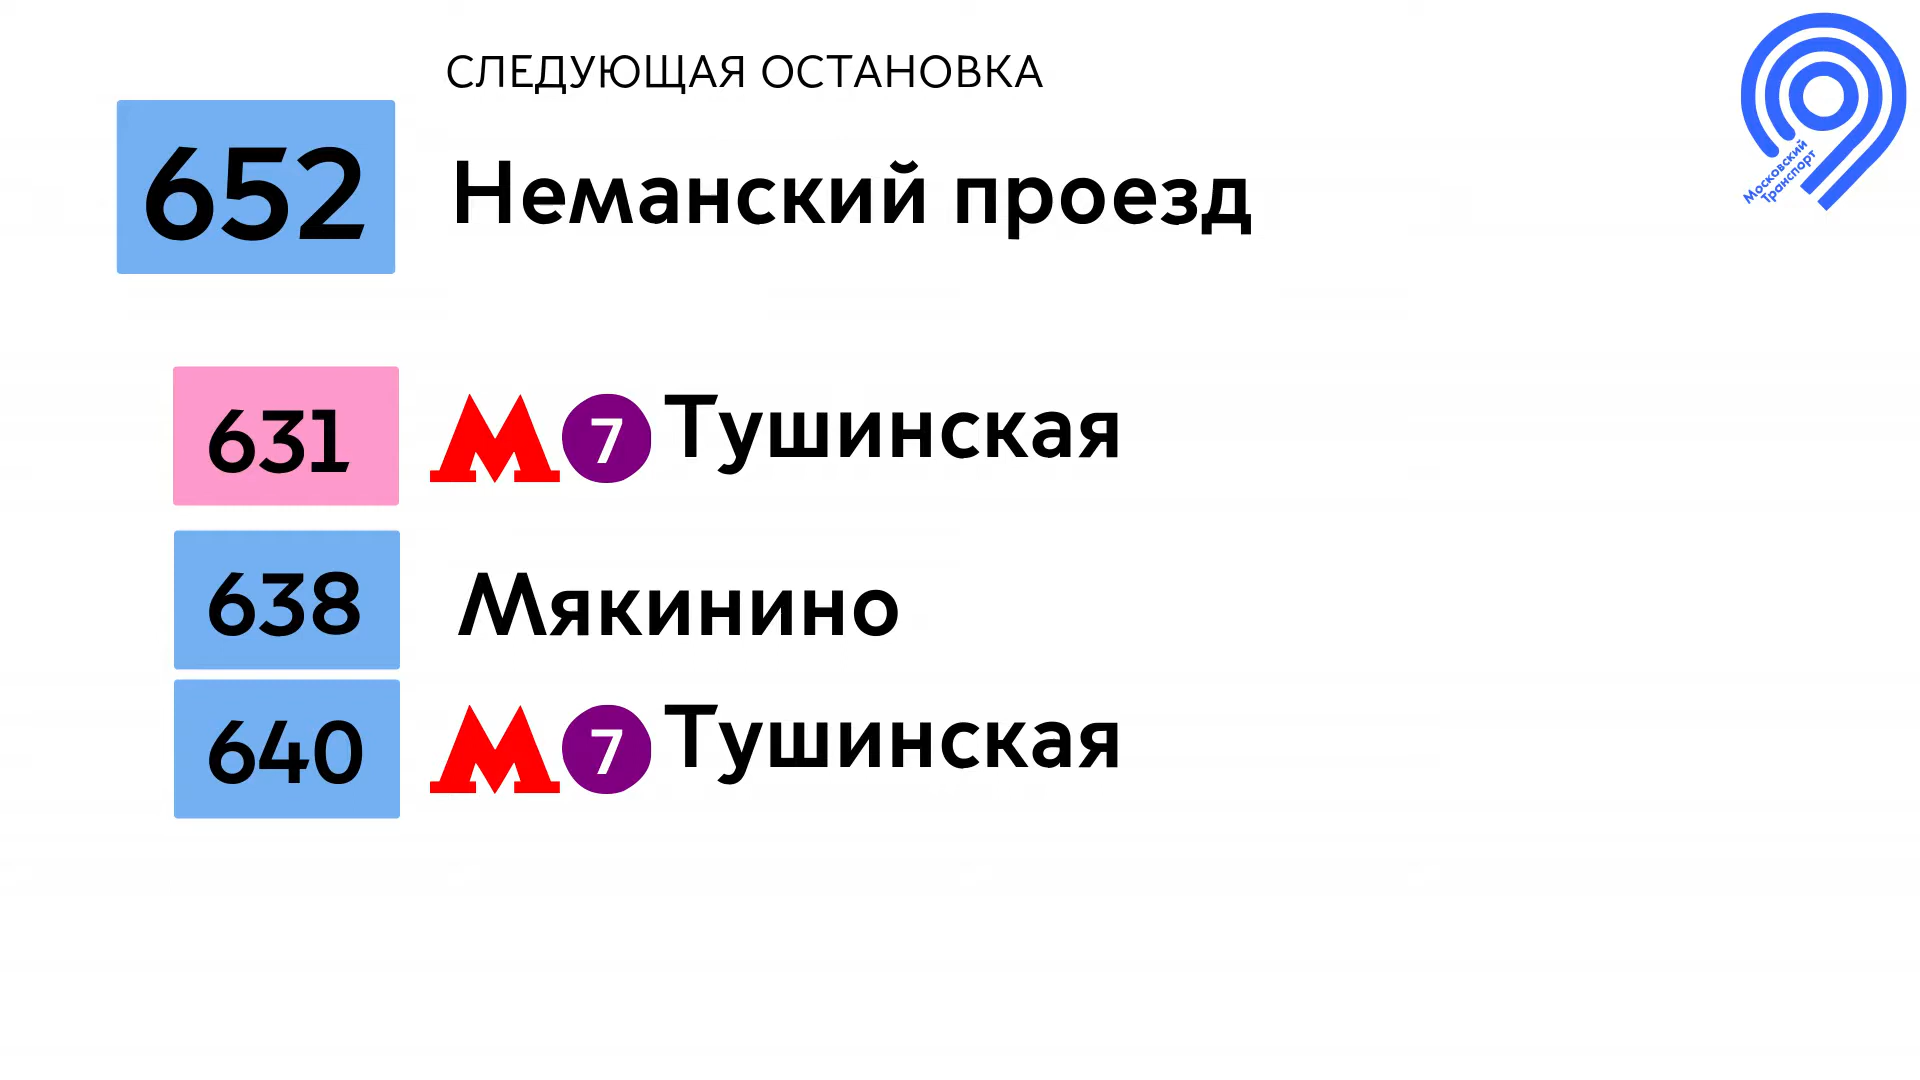 СЛЕДУЮЩАЯ ОСТАНОВКА
652 Неманский проезд
631 М 7 Тушинская
638 Мякинино
640 М 7 Тушинская
Московский
Транспорт